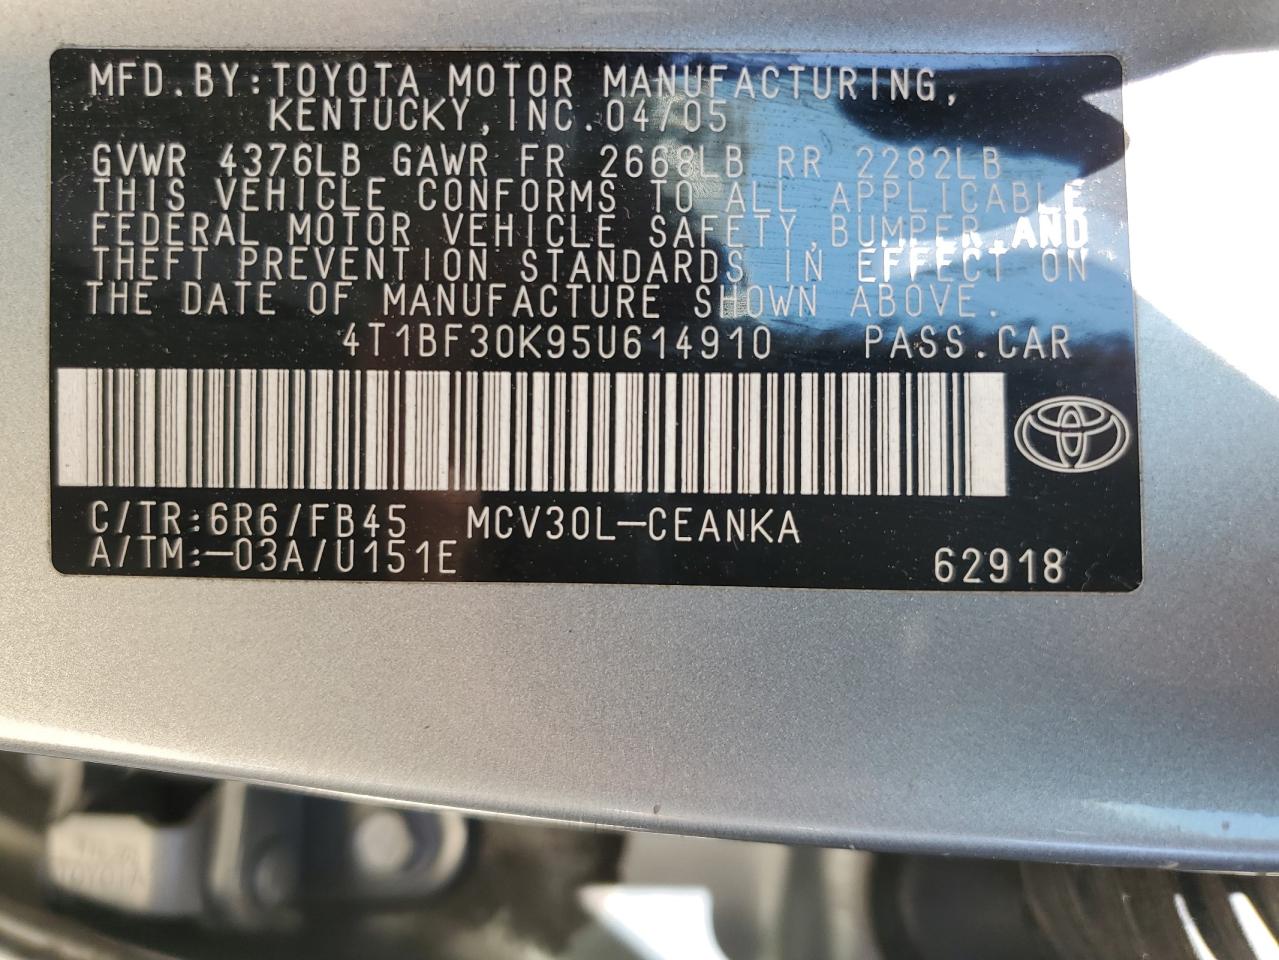 MFD. BY: TOYOTA MOTOR MANUFACTURING,
KENTUCKY, INC. 04/05
GVWR 4376LB GAWR FR 2668LB RR 2282LB
THIS VEHICLE CONFORMS TO ALL APPLICABLE
FEDERAL MOTOR VEHICLE SAFETY, BUMPER, AND
THEFT PREVENTION STANDARDS IN EFFECT ON
THE DATE OF MANUFACTURE SHOWN ABOVE.
4T1BF30K95U614910 PASS. CAR
C/TR: 6R6/FB45 MCV30L-CEANKA
A/TM: -03A/U151E 62918
TOYOTA